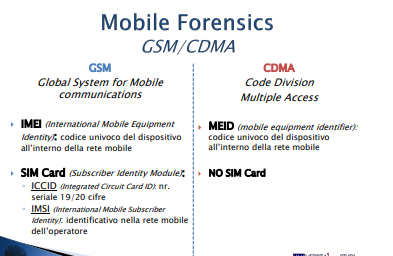 Mobile Forensics
GSM/CDMA
GSM
Global System for Mobile
communications
IMEI (International Mobile Equipment
Identity): codice univoco del dispositivo
all'interno della rete mobile
SIM Card (Subscriber Identity Module):
ICCID (Integrated Circuit Card ID): nr.
seriale 19/20 cifre
IMSI (International Mobile Subscriber
Identity): identificativo nella rete mobile
dell'operatore
CDMA
Code Division
Multiple Access
MEID (mobile equipment identifier):
codice univoco del dispositivo
all'interno della rete mobile
NO SIM Card